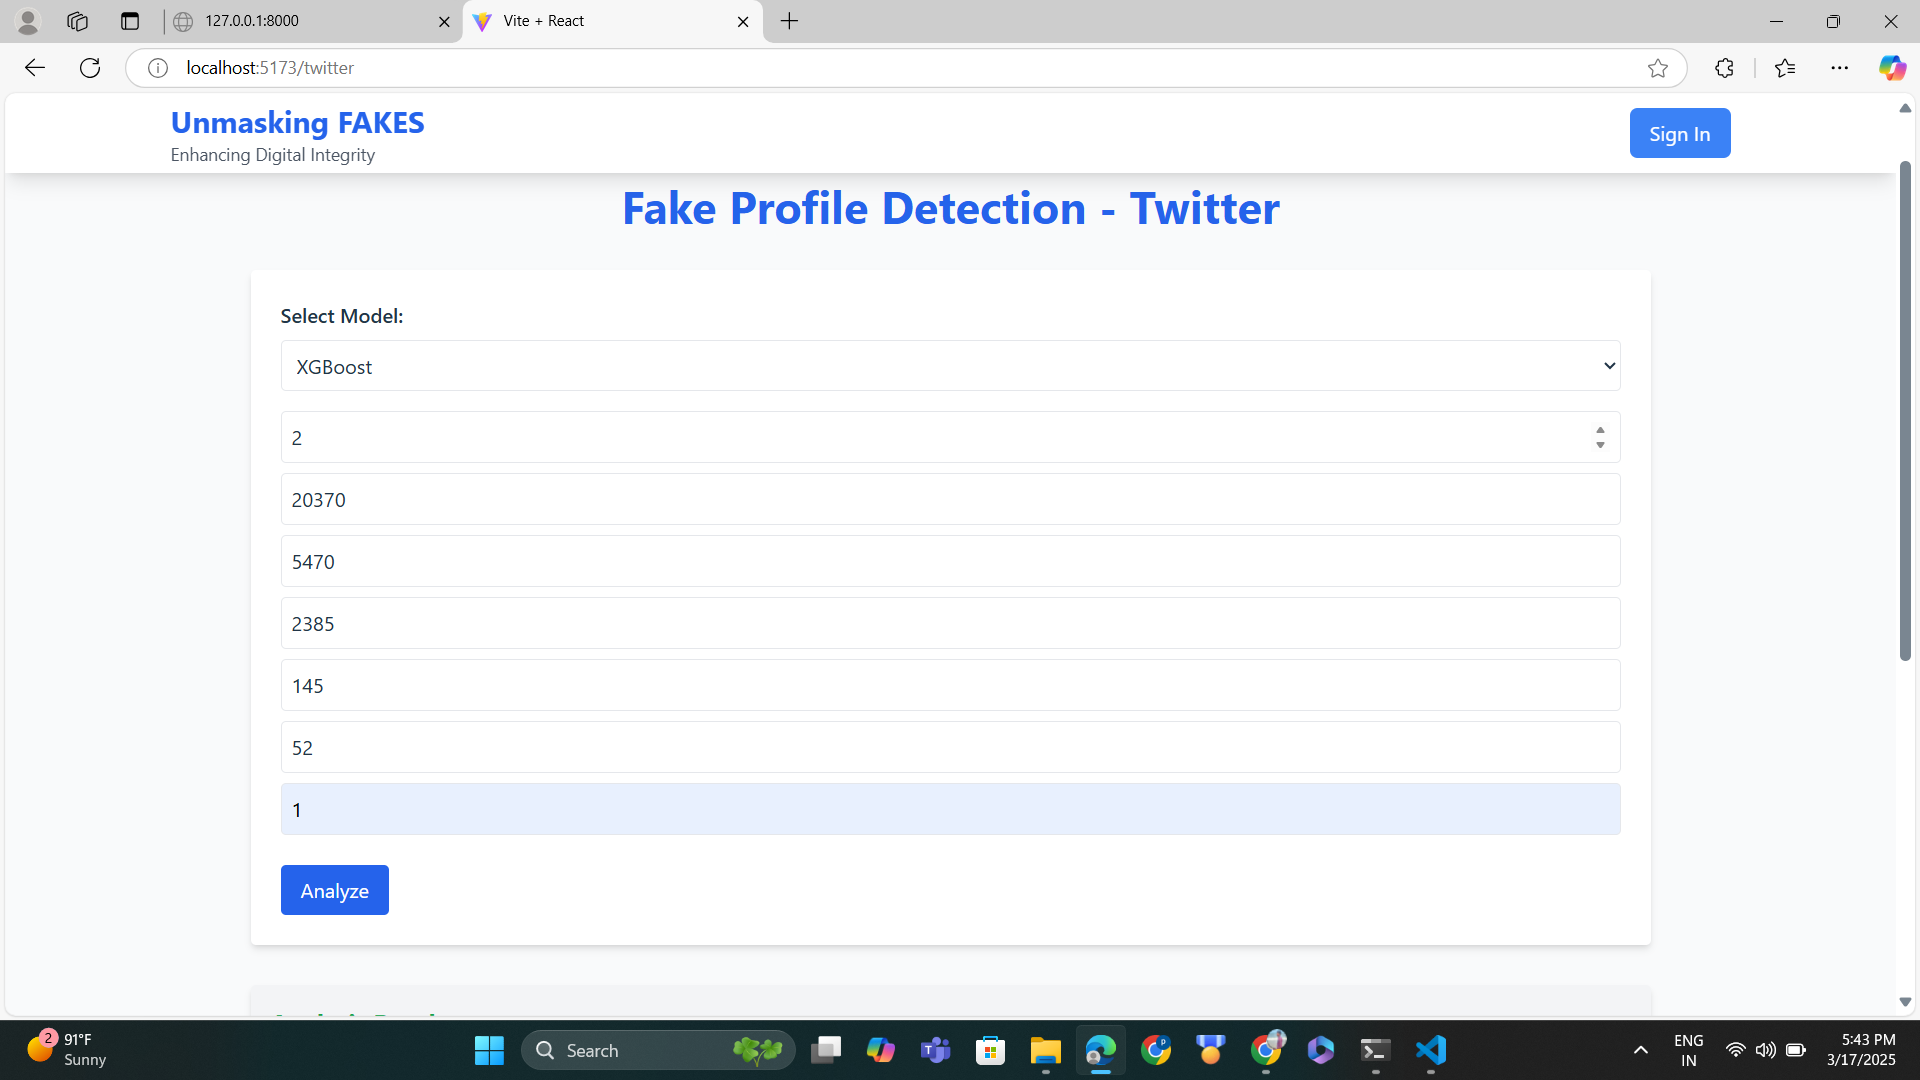 127.0.0.1:8000
Vite + React
localhost:5173/twitter
Unmasking FAKES
Enhancing Digital Integrity
Sign In
Fake Profile Detection - Twitter
Select Model:
XGBoost
2
20370
5470
2385
145
52
1
Analyze
2
91°F
Sunny
Search
ENG
IN
5:43 PM
3/17/2025